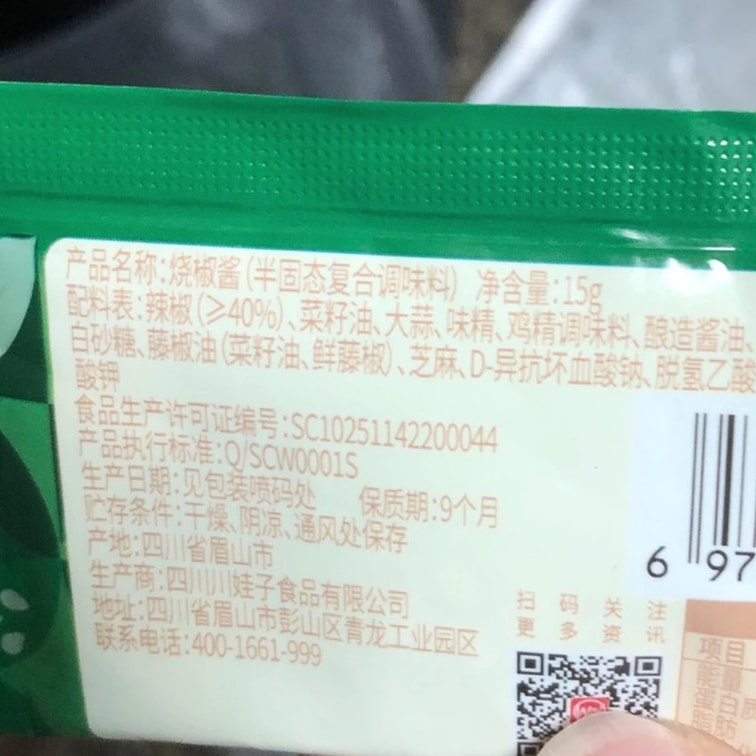 产品名称:烧椒酱(半固态复合调味料) 净含量:15g
配料表:辣椒(≥40%)、菜籽油、大蒜、味精、鸡精调味料、酿造酱油、
白砂糖、藤椒油(菜籽油、鲜藤椒)、芝麻、D-异抗坏血酸钠、脱氢乙酸
酸钾
食品生产许可证编号:SC10251142200044
产品执行标准:Q/SCW0001S
生产日期:见包装喷码处 保质期:9个月
贮存条件:干燥、阴凉、通风处保存
产地:四川省眉山市
生产商:四川川娃子食品有限公司
地址:四川省眉山市彭山区青龙工业园区
联系电话:400-1661-999
扫码关注
更多资讯
6 97
项目
能量
蛋白
脂肪